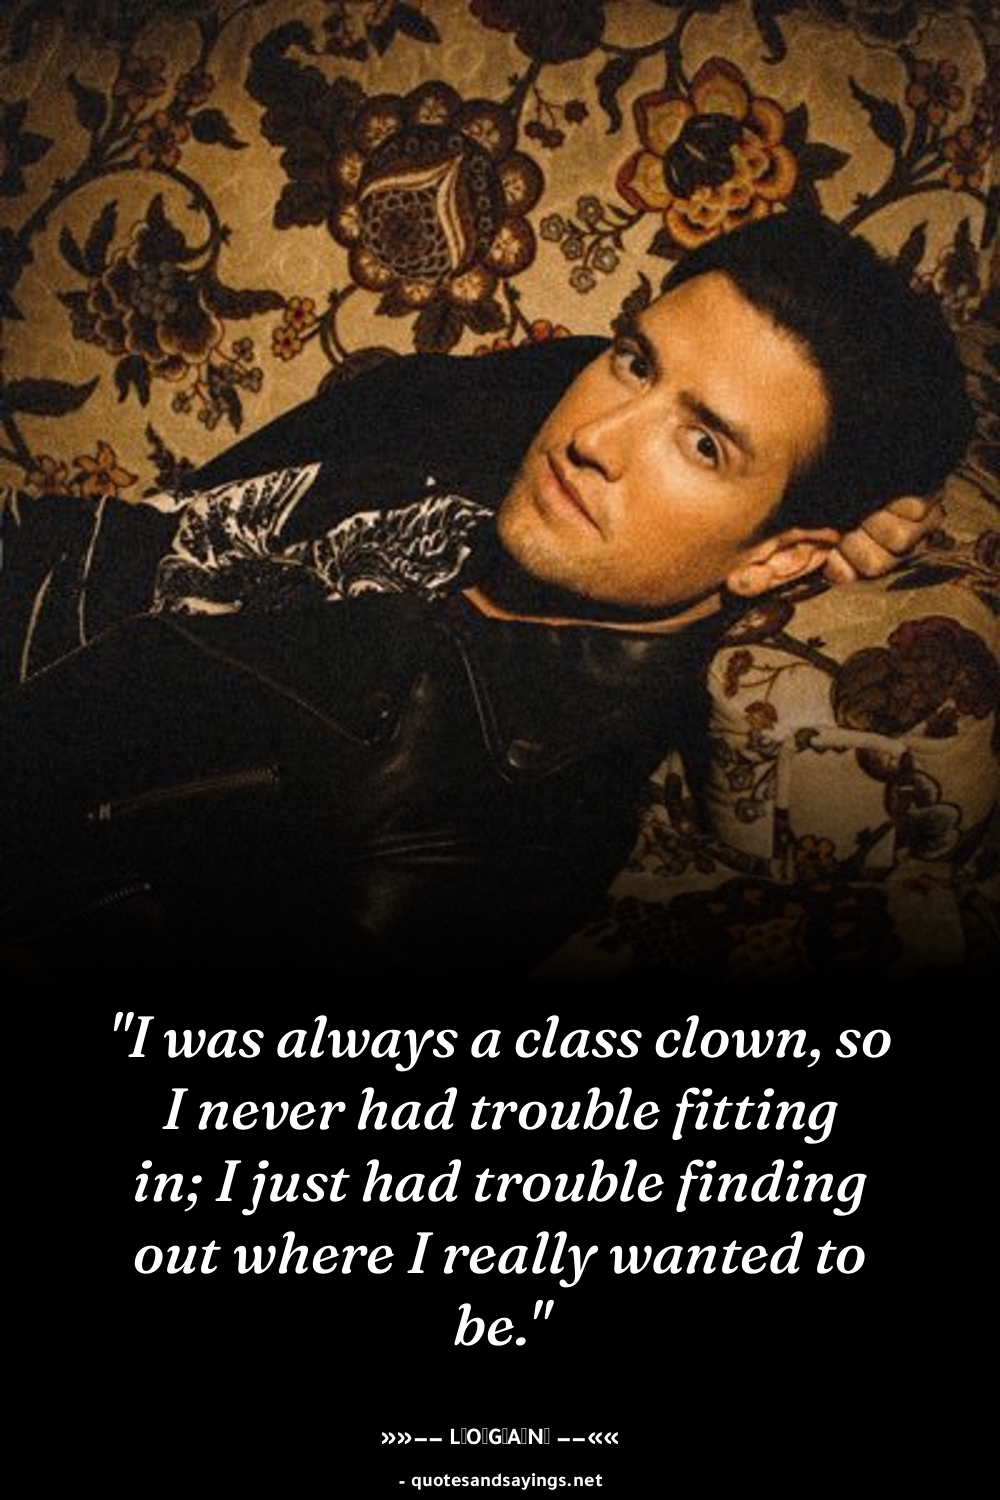 "I was always a class clown, so
I never had trouble fitting
in; I just had trouble finding
out where I really wanted to
be."
»»–– L▯O▯G▯A▯N▯ ––««
- quotesandsayings.net